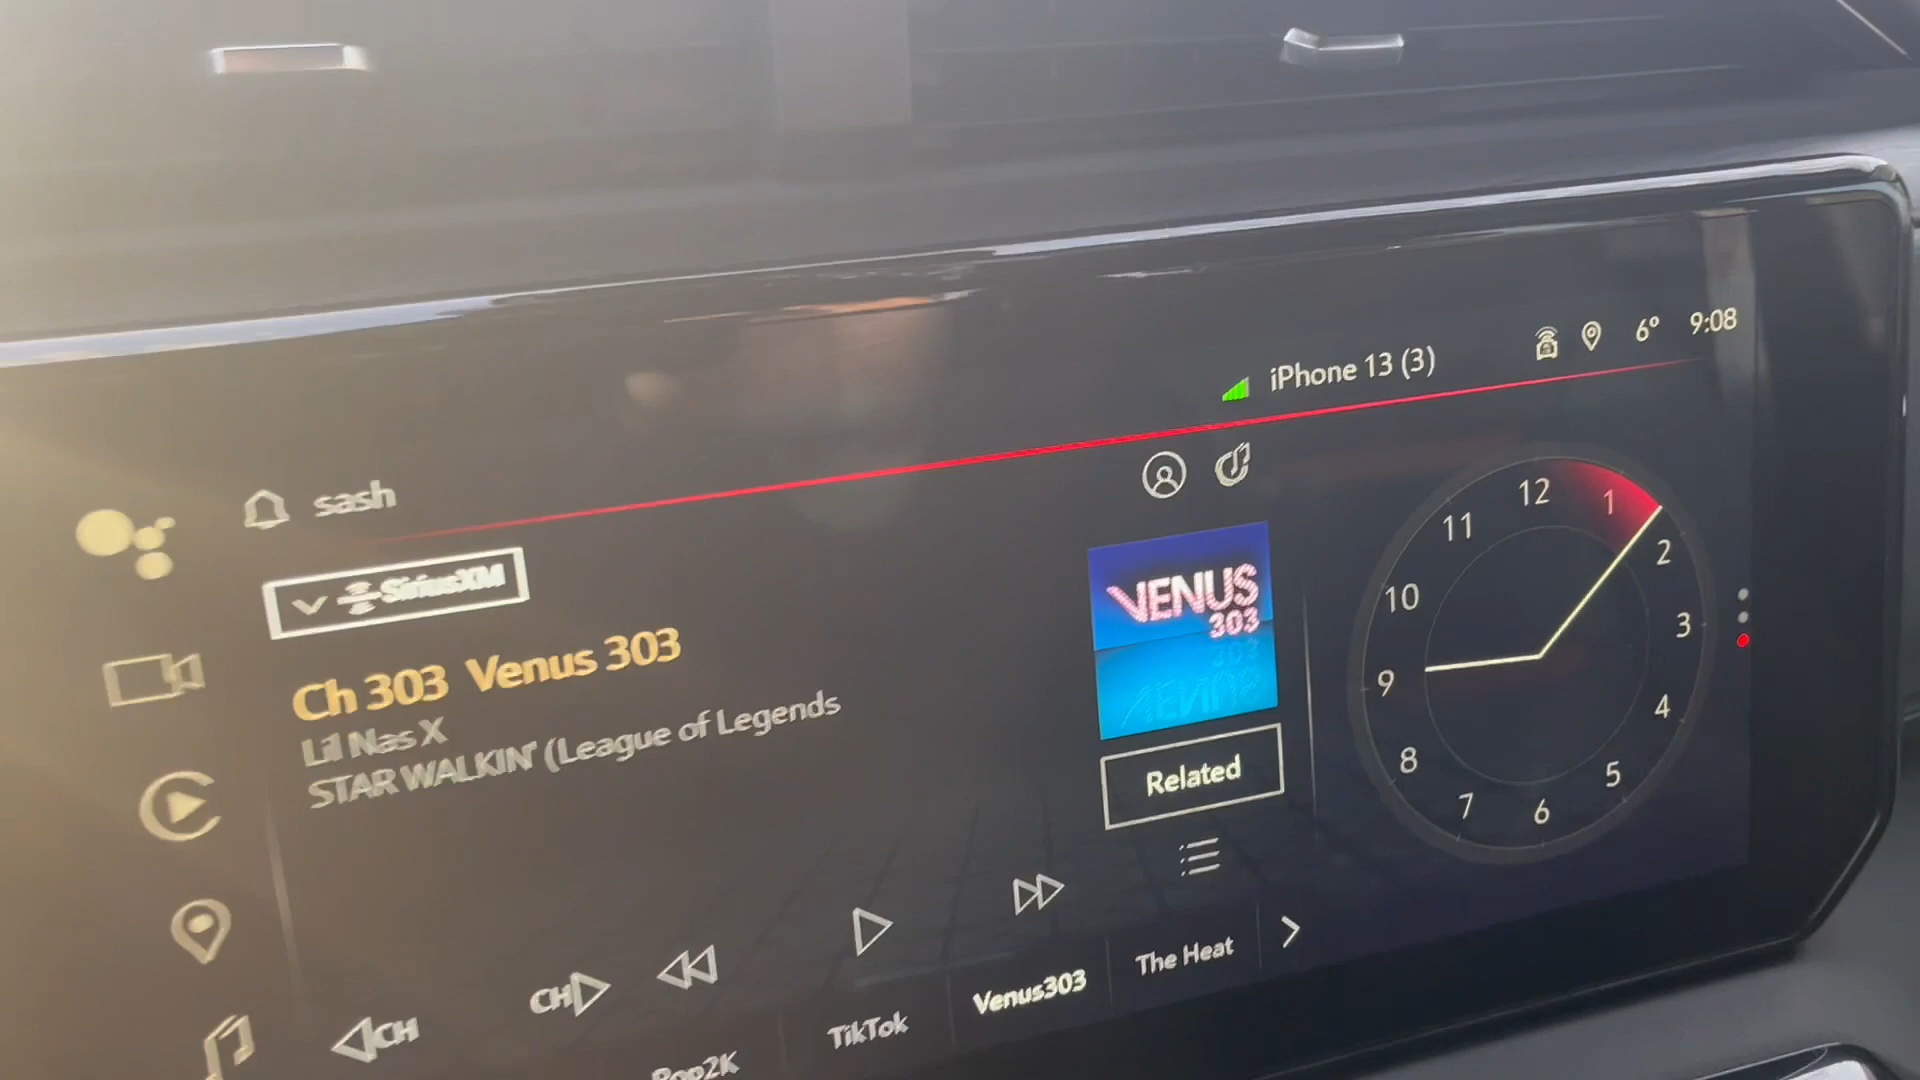 iPhone 13 (3)
6° 9:08
sash
SiriusXM
Ch 303 Venus 303
Lil Nas X
STAR WALKIN' (League of Legends
VENUS
303
Related
12
1
2
3
4
5
6
7
8
9
10
11
CH
CH
Pop2K
TikTok
Venus303
The Heat